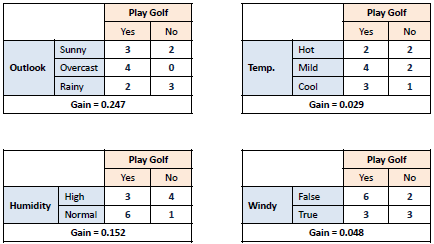 Play Golf
Yes No
Outlook
Sunny 3 2
Overcast 4 0
Rainy 2 3
Gain = 0.247
Play Golf
Yes No
Temp.
Hot 2 2
Mild 4 2
Cool 3 1
Gain = 0.029
Play Golf
Yes No
Humidity
High 3 4
Normal 6 1
Gain = 0.152
Play Golf
Yes No
Windy
False 6 2
True 3 3
Gain = 0.048